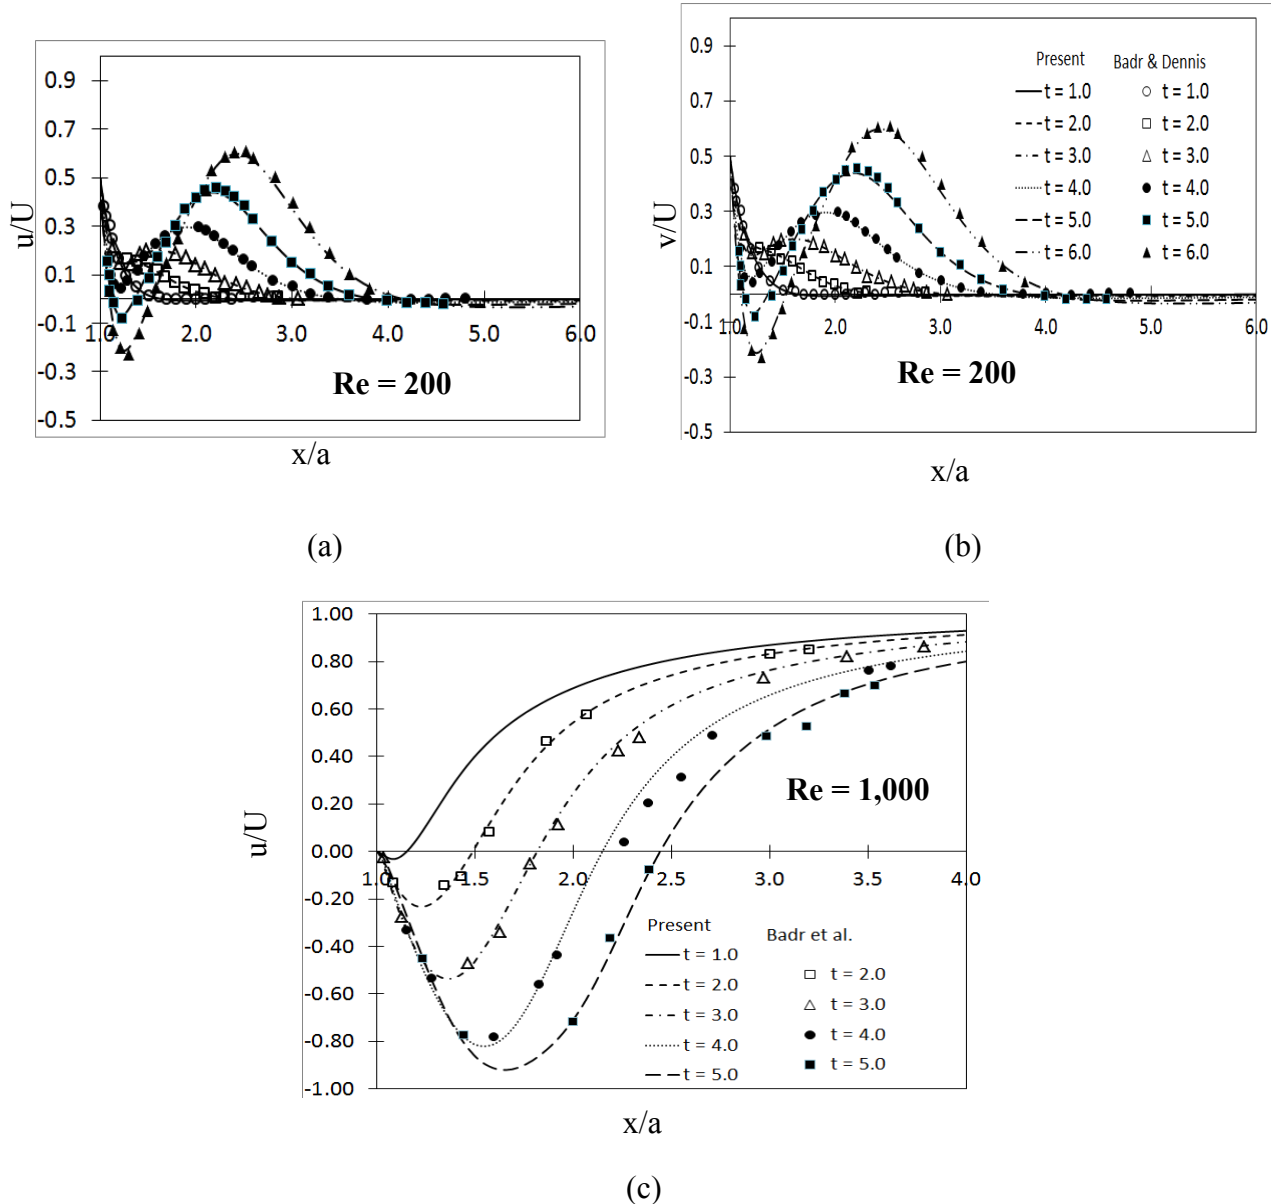 0.9
0.7
0.5
0.3
0.1
-0.1
-0.3
-0.5
u/U
1.0 2.0 3.0 4.0 5.0 6.0
Re = 200
x/a
(a)
0.9
0.7
0.5
0.3
0.1
-0.1
-0.3
-0.5
v/U
Present Badr & Dennis
t = 1.0 t = 1.0
t = 2.0 t = 2.0
t = 3.0 t = 3.0
t = 4.0 t = 4.0
t = 5.0 t = 5.0
t = 6.0 t = 6.0
1.0 2.0 3.0 4.0 5.0 6.0
Re = 200
x/a
(b)
1.00
0.80
0.60
0.40
0.20
0.00
-0.20
-0.40
-0.60
-0.80
-1.00
u/U
Re = 1,000
1.0 1.5 2.0 2.5 3.0 3.5 4.0
Present
t = 1.0
t = 2.0
t = 3.0
t = 4.0
t = 5.0
Badr et al.
t = 2.0
t = 3.0
t = 4.0
t = 5.0
x/a
(c)